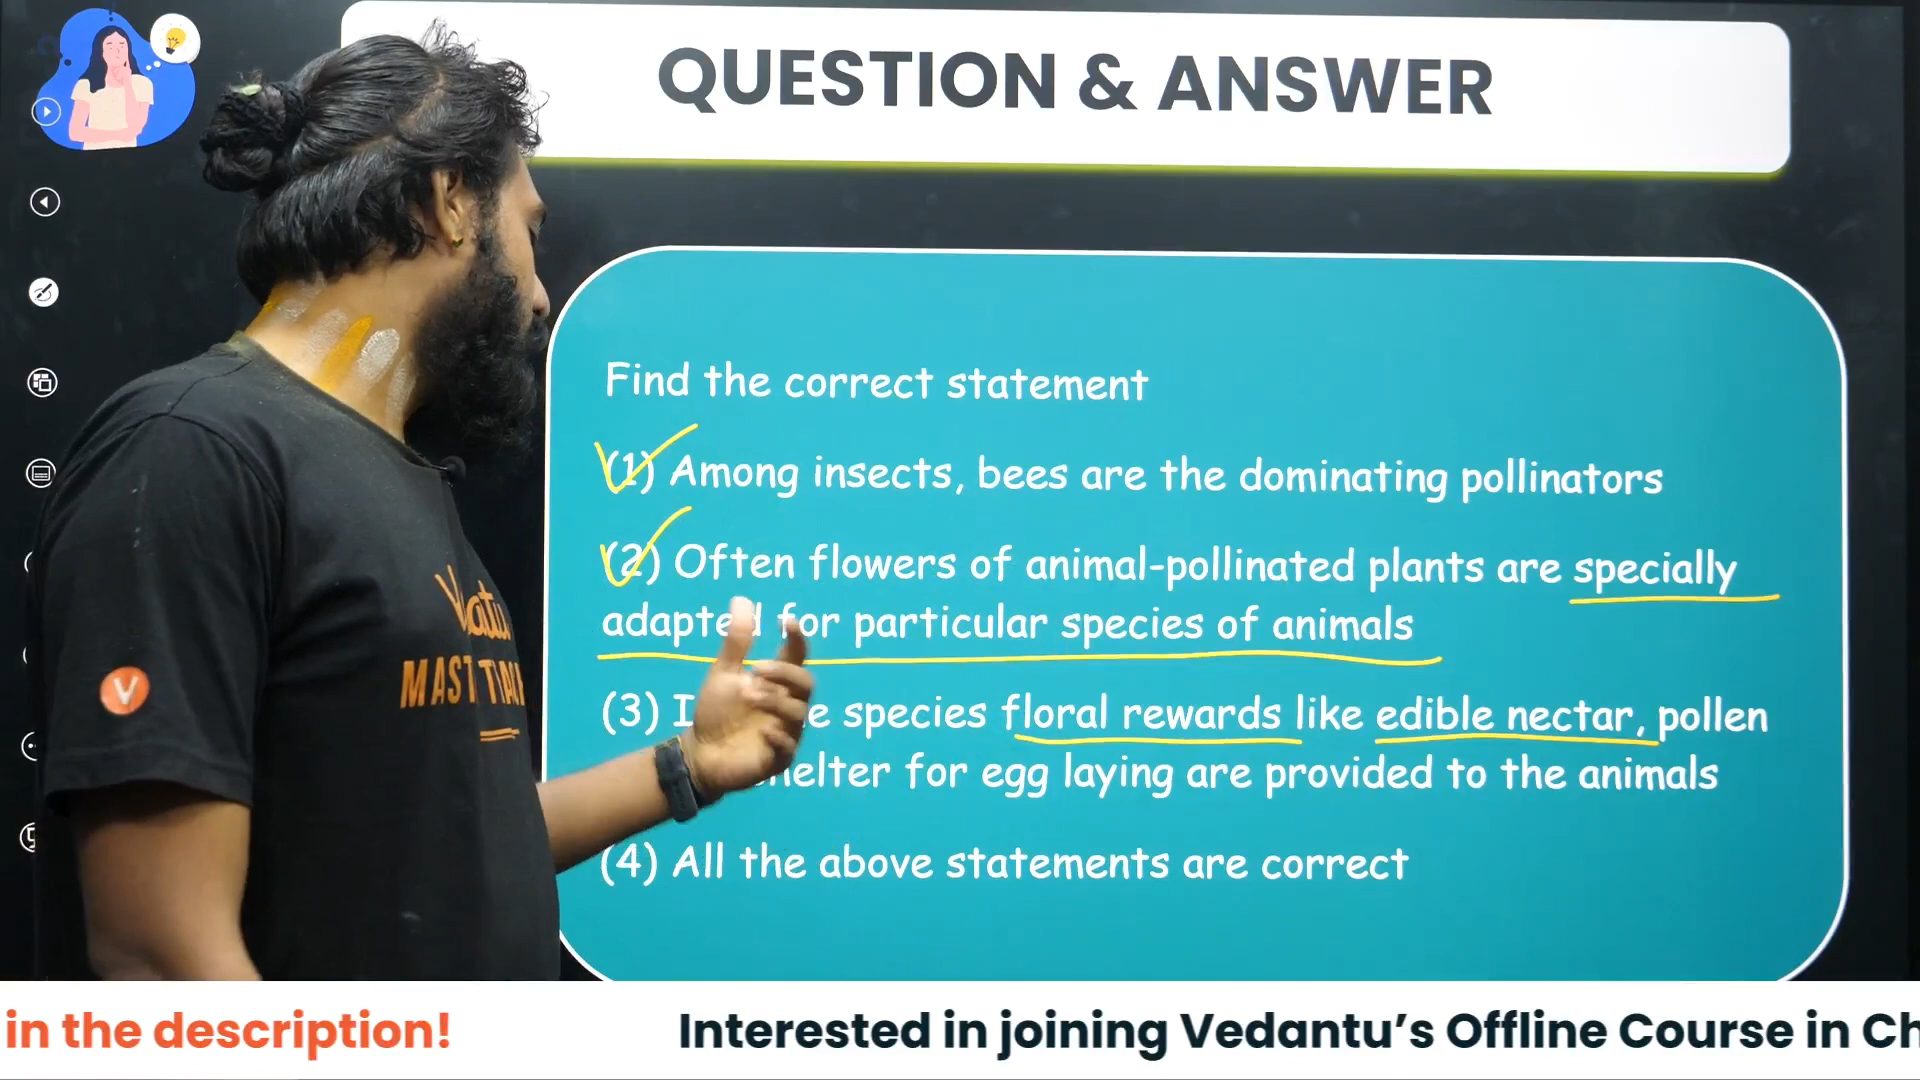 QUESTION & ANSWER
Find the correct statement
(1) Among insects, bees are the dominating pollinators
(2) Often flowers of animal-pollinated plants are specially
adapted for particular species of animals
(3) species floral rewards like edible nectar, pollen
for egg laying are provided to the animals
(4) All the above statements are correct
V
MAST
in the description!
Interested in joining Vedantu's Offline Course in Ch